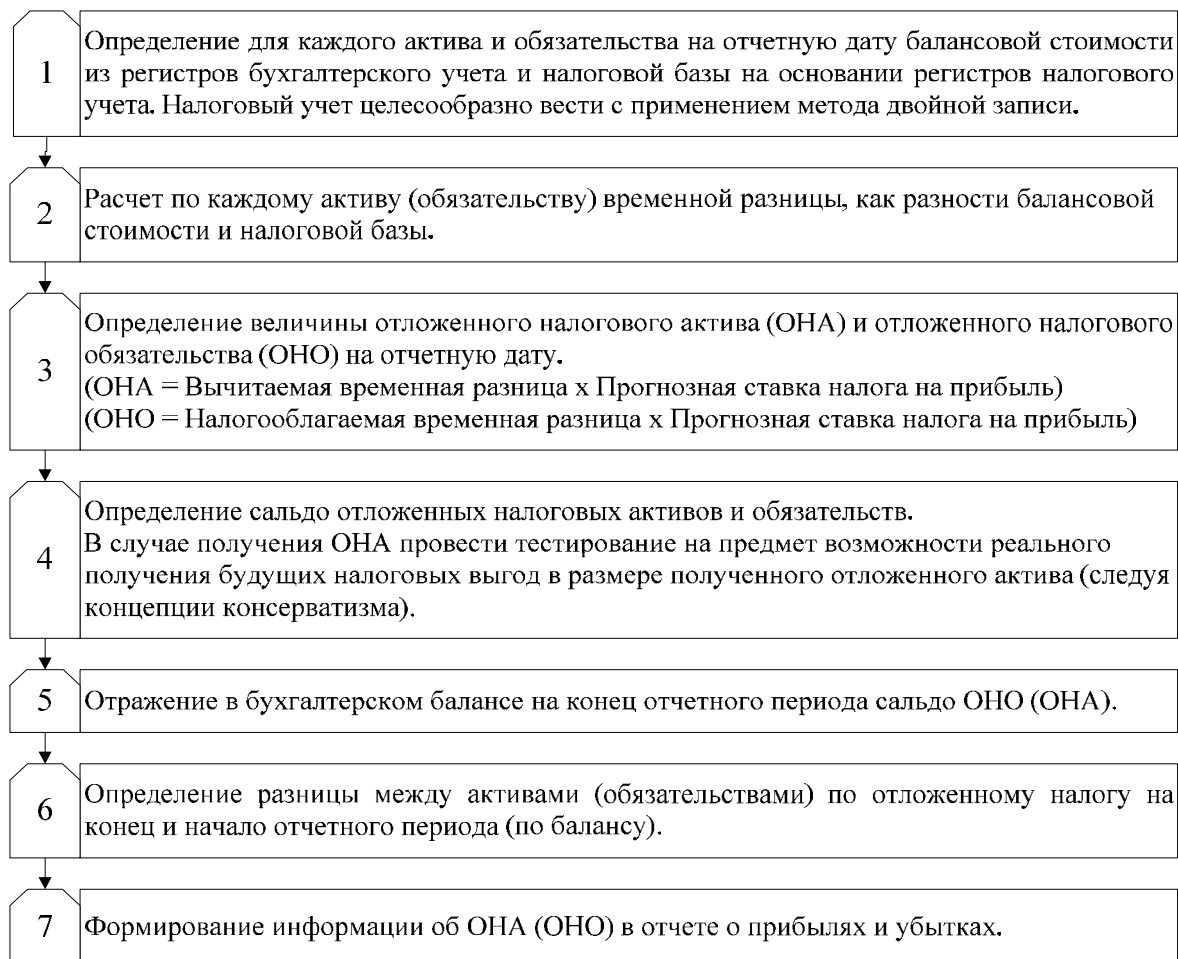 1
Определение для каждого актива и обязательства на отчетную дату балансовой стоимости
из регистров бухгалтерского учета и налоговой базы на основании регистров налогового
учета. Налоговый учет целесообразно вести с применением метода двойной записи.
2
Расчет по каждому активу (обязательству) временной разницы, как разности балансовой
стоимости и налоговой базы.
3
Определение величины отложенного налогового актива (ОНА) и отложенного налогового
обязательства (ОНО) на отчетную дату.
(ОНА = Вычитаемая временная разница х Прогнозная ставка налога на прибыль)
(ОНО = Налогооблагаемая временная разница х Прогнозная ставка налога на прибыль)
4
Определение сальдо отложенных налоговых активов и обязательств.
В случае получения ОНА провести тестирование на предмет возможности реального
получения будущих налоговых выгод в размере полученного отложенного актива (следуя
концепции консерватизма).
5
Отражение в бухгалтерском балансе на конец отчетного периода сальдо ОНО (ОНА).
6
Определение разницы между активами (обязательствами) по отложенному налогу на
конец и начало отчетного периода (по балансу).
7
Формирование информации об ОНА (ОНО) в отчете о прибылях и убытках.